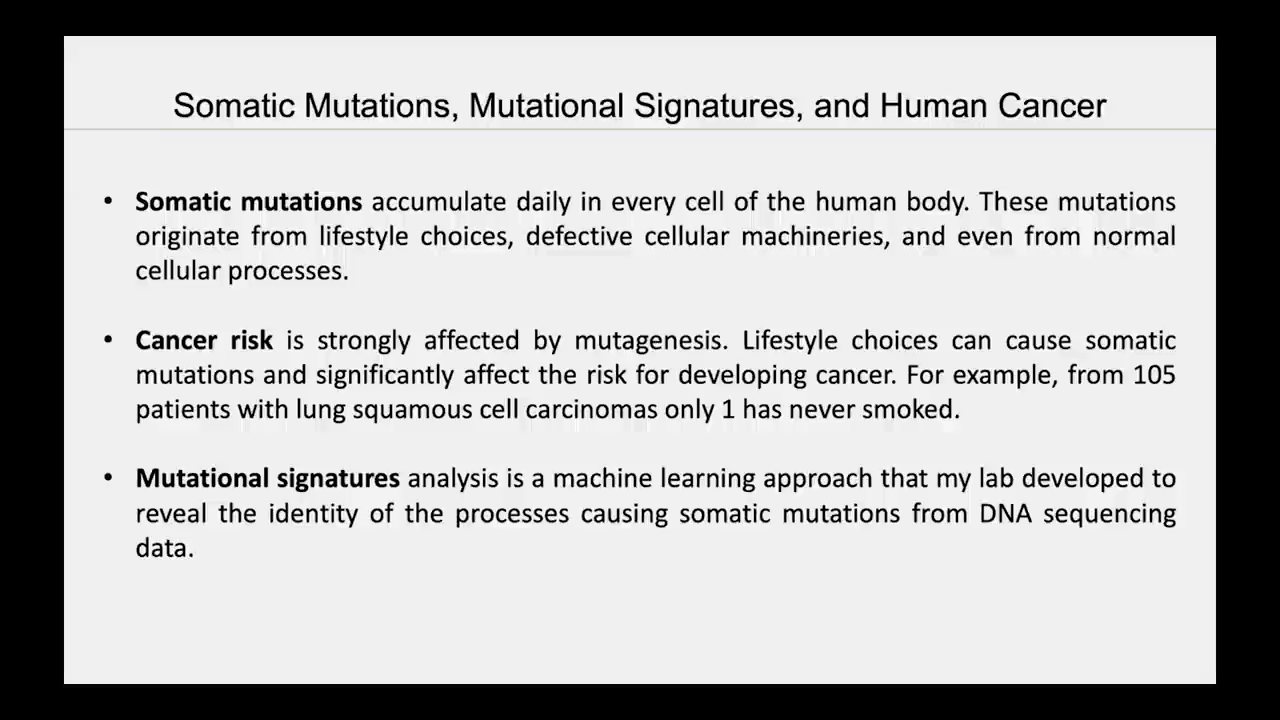 Somatic Mutations, Mutational Signatures, and Human Cancer
• Somatic mutations accumulate daily in every cell of the human body. These mutations
originate from lifestyle choices, defective cellular machineries, and even from normal
cellular processes.
• Cancer risk is strongly affected by mutagenesis. Lifestyle choices can cause somatic
mutations and significantly affect the risk for developing cancer. For example, from 105
patients with lung squamous cell carcinomas only 1 has never smoked.
• Mutational signatures analysis is a machine learning approach that my lab developed to
reveal the identity of the processes causing somatic mutations from DNA sequencing
data.